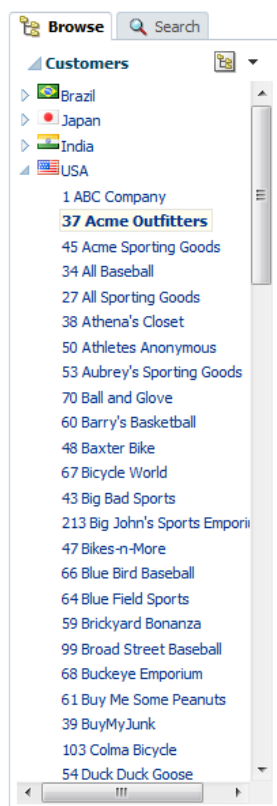 Browse Search
Customers
Brazil
Japan
India
USA
1 ABC Company
37 Acme Outfitters
45 Acme Sporting Goods
34 All Baseball
27 All Sporting Goods
38 Athena's Closet
50 Athletes Anonymous
53 Aubrey's Sporting Goods
70 Ball and Glove
60 Barry's Basketball
48 Baxter Bike
67 Bicycle World
43 Big Bad Sports
213 Big John's Sports Empori
47 Bikes-n-More
66 Blue Bird Baseball
64 Blue Field Sports
59 Brickyard Bonanza
99 Broad Street Baseball
68 Buckeye Emporium
61 Buy Me Some Peanuts
39 BuyMyJunk
103 Colma Bicycle
54 Duck Duck Goose